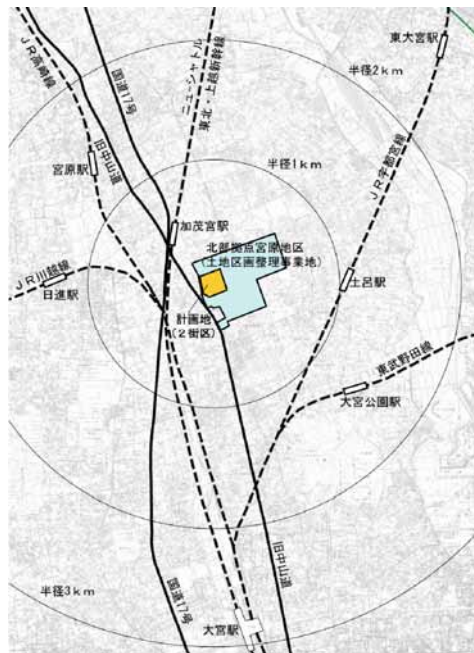 東大宮駅
半径2km
JR高崎線
国道17号
ニューシャトル
東北・上越新幹線
旧中山道
JR宇都宮線
宮原駅
半径1km
加茂宮駅
北部拠点宮原地区
(土地区画整理事業地)
JR川越線
日進駅
土呂駅
計画地
(2街区)
東武野田線
大宮公園駅
旧中山道
半径3km
国道17号
大宮駅